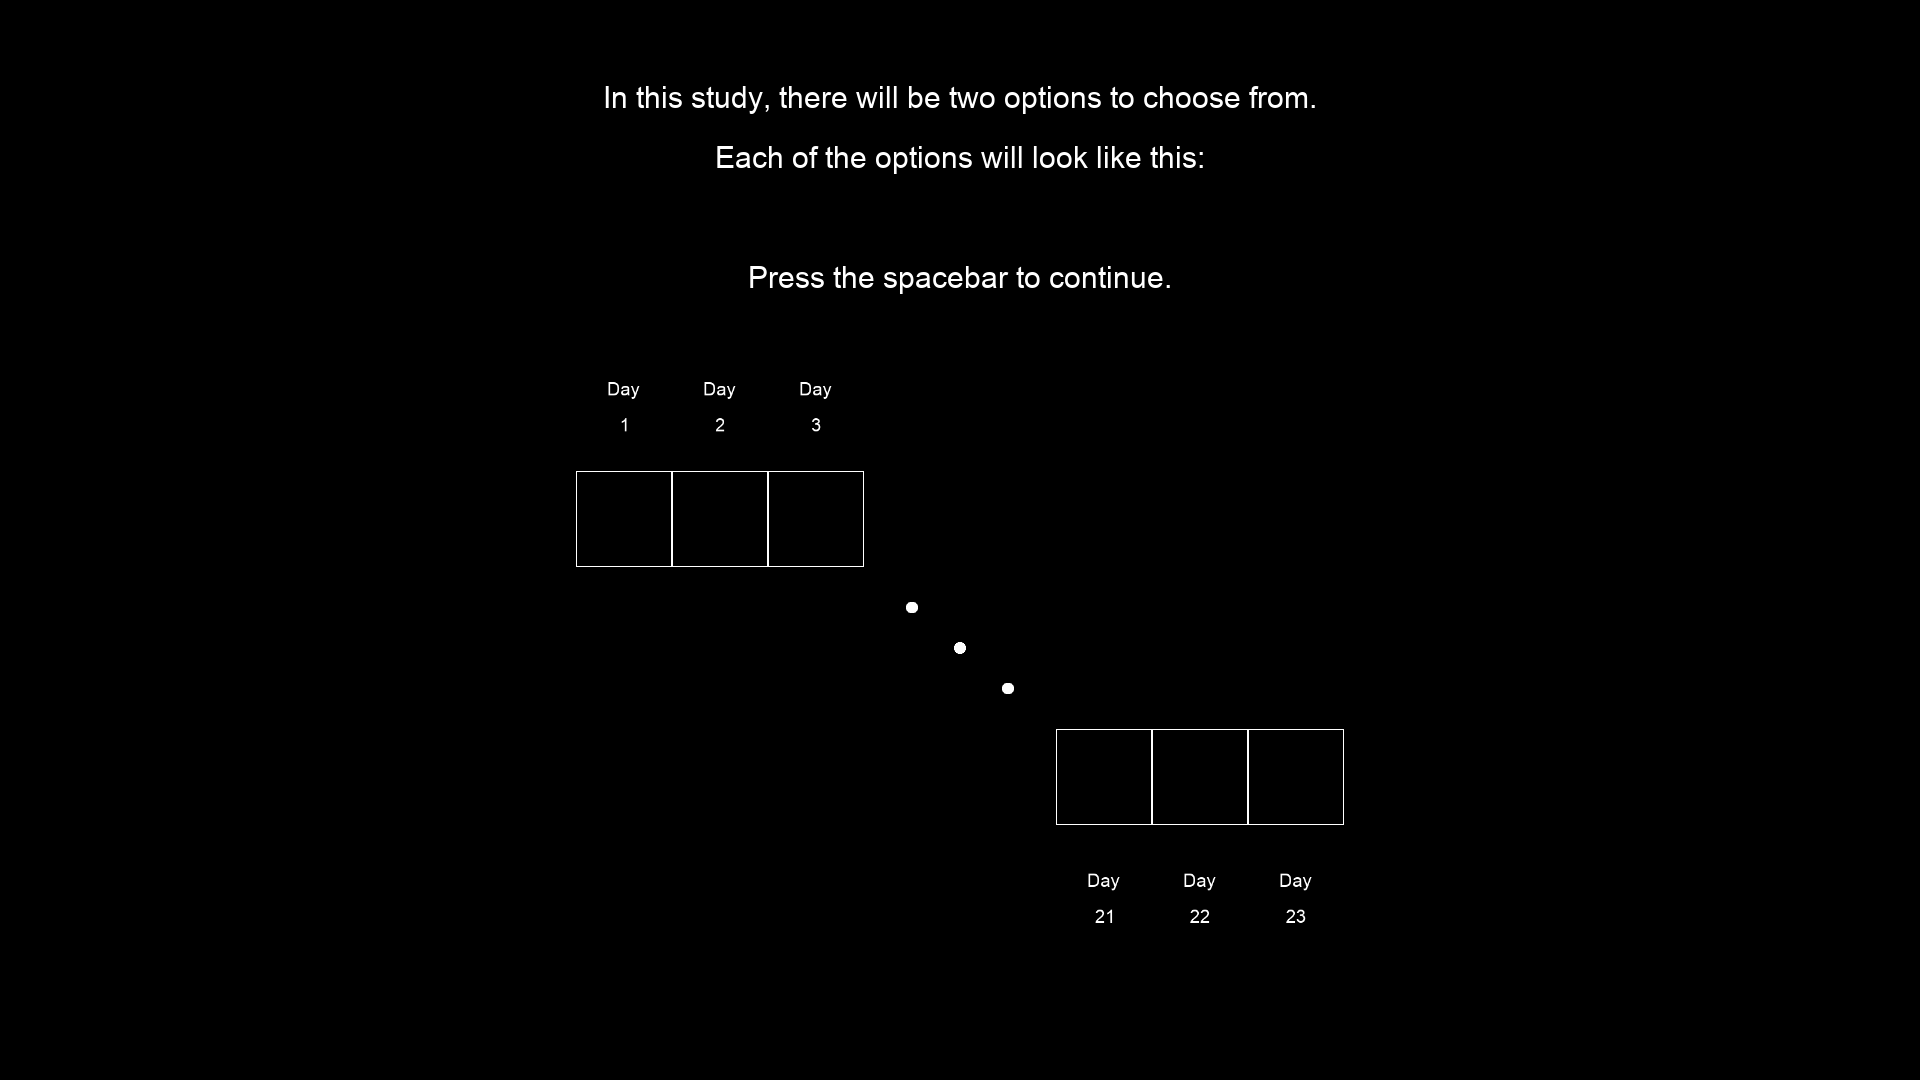 In this study, there will be two options to choose from.
Each of the options will look like this:
Press the spacebar to continue.
Day Day Day
1 2 3
Day Day Day
21 22 23